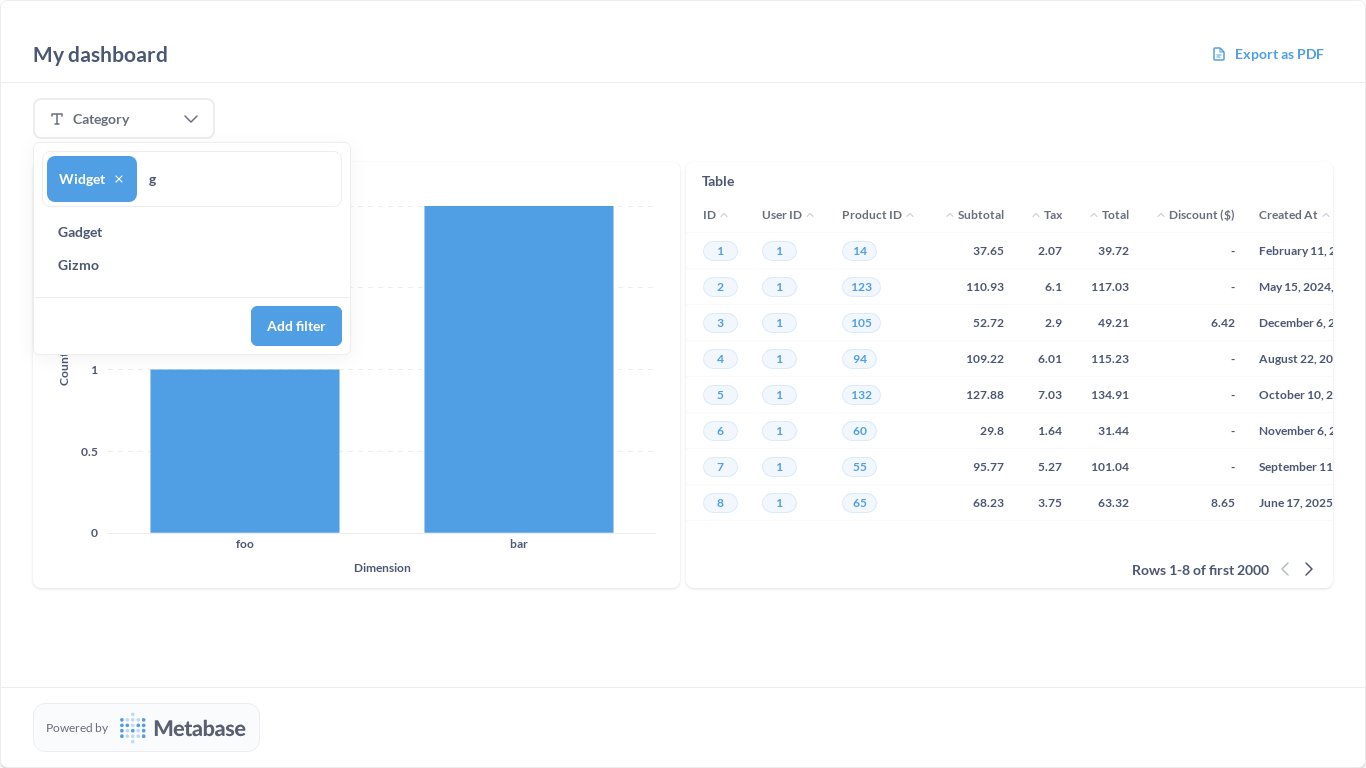 My dashboard
Export as PDF
Category
Widget
g
Gadget
Gizmo
Add filter
Count
1
0.5
0
foo
bar
Dimension
Table
ID User ID Product ID Subtotal Tax Total Discount ($) Created At
1 1 14 37.65 2.07 39.72 - February 11, 2
2 1 123 110.93 6.1 117.03 - May 15, 2024,
3 1 105 52.72 2.9 49.21 6.42 December 6, 2
4 1 94 109.22 6.01 115.23 - August 22, 20
5 1 132 127.88 7.03 134.91 - October 10, 2
6 1 60 29.8 1.64 31.44 - November 6, 2
7 1 55 95.77 5.27 101.04 - September 11
8 1 65 68.23 3.75 63.32 8.65 June 17, 2025
Rows 1-8 of first 2000
Powered by Metabase